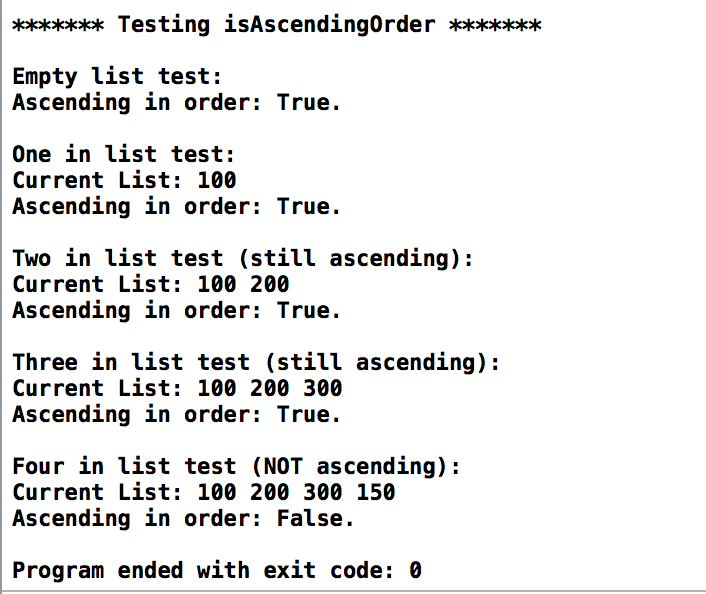 ******* Testing isAscendingOrder *******
Empty list test:
Ascending in order: True.
One in list test:
Current List: 100
Ascending in order: True.
Two in list test (still ascending):
Current List: 100 200
Ascending in order: True.
Three in list test (still ascending):
Current List: 100 200 300
Ascending in order: True.
Four in list test (NOT ascending):
Current List: 100 200 300 150
Ascending in order: False.
Program ended with exit code: 0